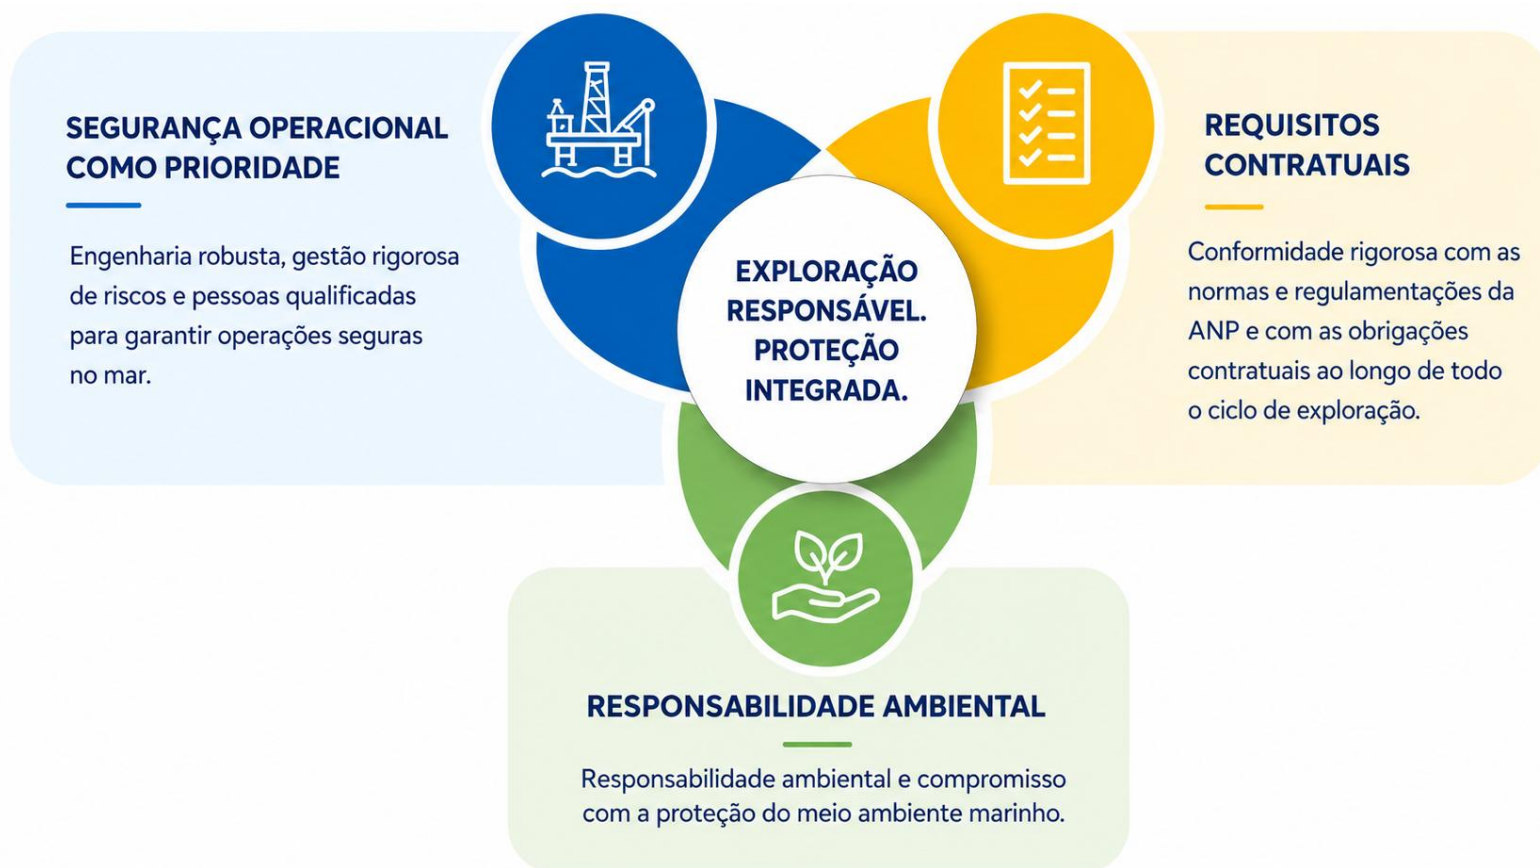 SEGURANÇA OPERACIONAL
COMO PRIORIDADE
Engenharia robusta, gestão rigorosa
de riscos e pessoas qualificadas
para garantir operações seguras
no mar.
EXPLORAÇÃO
RESPONSÁVEL.
PROTEÇÃO
INTEGRADA.
REQUISITOS
CONTRATUAIS
Conformidade rigorosa com as
normas e regulamentações da
ANP e com as obrigações
contratuais ao longo de todo
o ciclo de exploração.
RESPONSABILIDADE AMBIENTAL
Responsabilidade ambiental e compromisso
com a proteção do meio ambiente marinho.